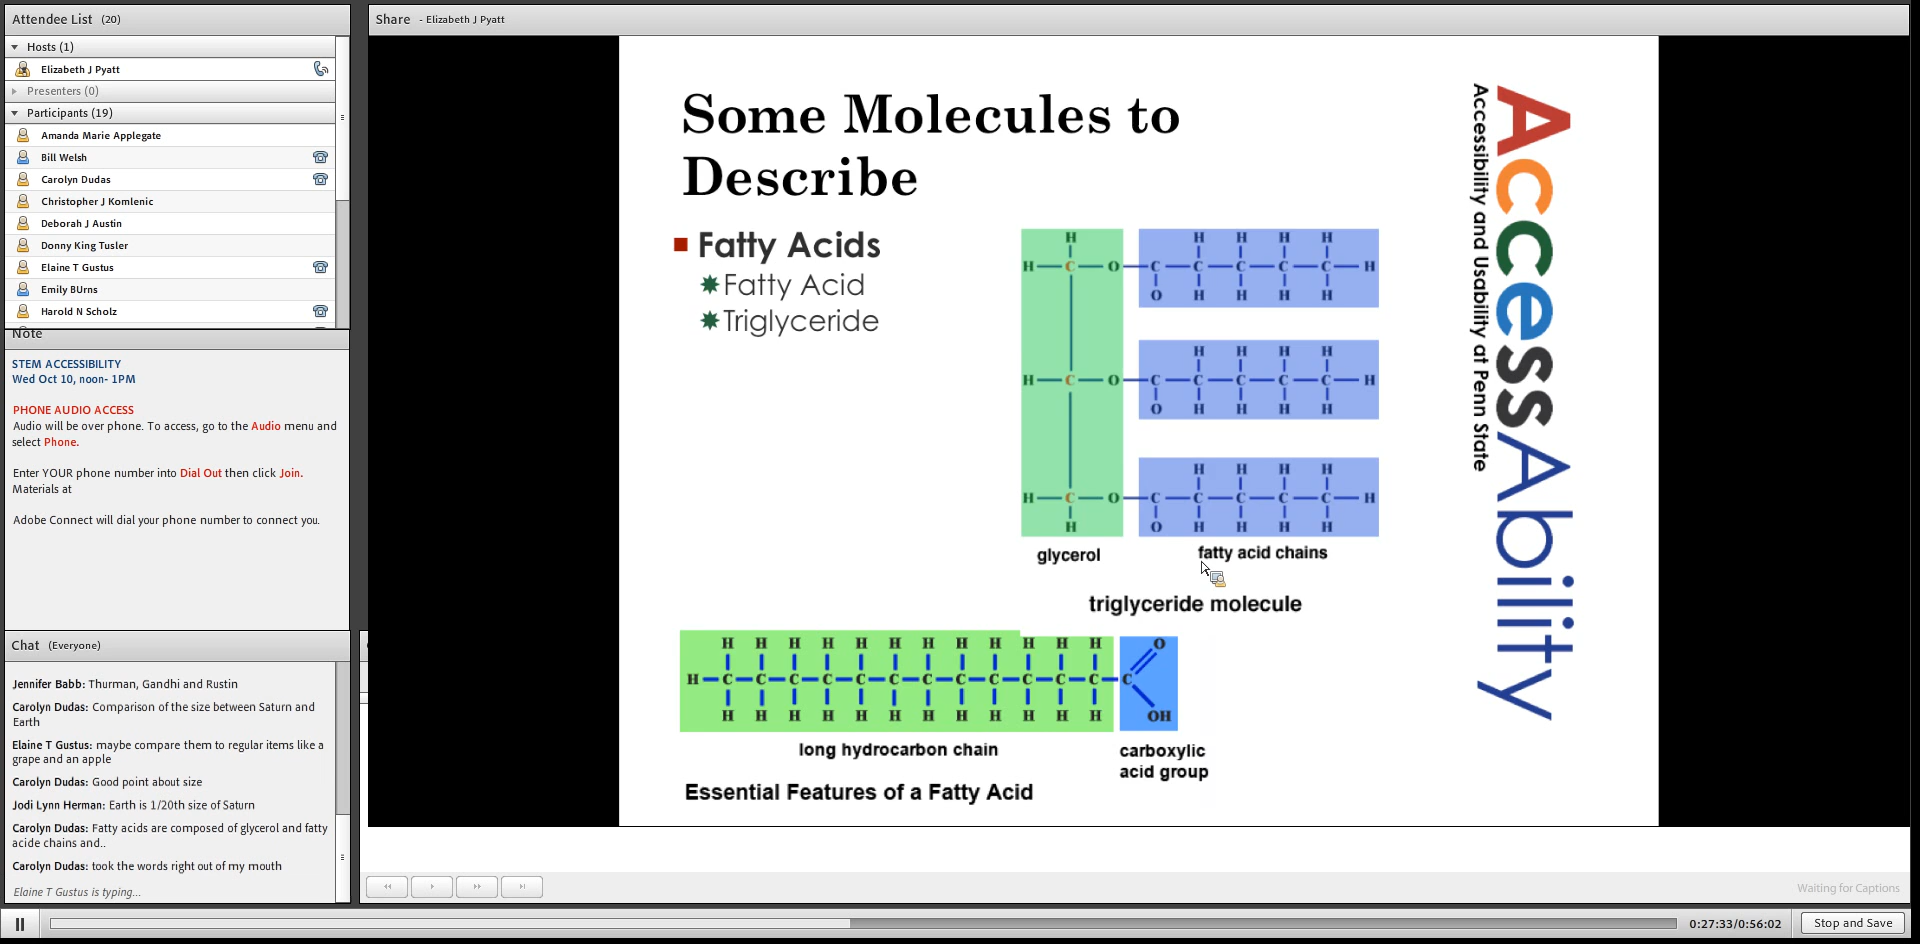 Attendee List (20)
Hosts (1)
Elizabeth J Pyatt
Presenters (0)
Participants (19)
Amanda Marie Applegate
Bill Welsh
Carolyn Dudas
Christopher J Komlenic
Deborah J Austin
Donny King Tusler
Elaine T Gustus
Emily BUrns
Harold N Scholz
Note
STEM ACCESSIBILITY
Wed Oct 10, noon- 1PM
PHONE AUDIO ACCESS
Audio will be over phone. To access, go to the Audio menu and
select Phone.
Enter YOUR phone number into Dial Out then click Join.
Materials at
Adobe Connect will dial your phone number to connect you.
Chat (Everyone)
Jennifer Babb: Thurman, Gandhi and Rustin
Carolyn Dudas: Comparison of the size between Saturn and
Earth
Elaine T Gustus: maybe compare them to regular items like a
grape and an apple
Carolyn Dudas: Good point about size
Jodi Lynn Herman: Earth is 1/20th size of Saturn
Carolyn Dudas: Fatty acids are composed of glycerol and fatty
acide chains and..
Carolyn Dudas: took the words right out of my mouth
Elaine T Gustus is typing...
Share - Elizabeth J Pyatt
Some Molecules to
Describe
Fatty Acids
Fatty Acid
Triglyceride
H H H H H
H C O C C C C C H
O H H H H
H H H H
H C O C C C C C H
O H H H H
H H H H
H C O C C C C C H
H O H H H H
glycerol fatty acid chains
triglyceride molecule
H H H H H H H H H H H H O
H C C C C C C C C C C C C C
H H H H H H H H H H H H OH
long hydrocarbon chain
carboxylic
acid group
Essential Features of a Fatty Acid
AccessAbility
Accessibility and Usability at Penn State
Waiting for Captions
0:27:33/0:56:02
Stop and Save